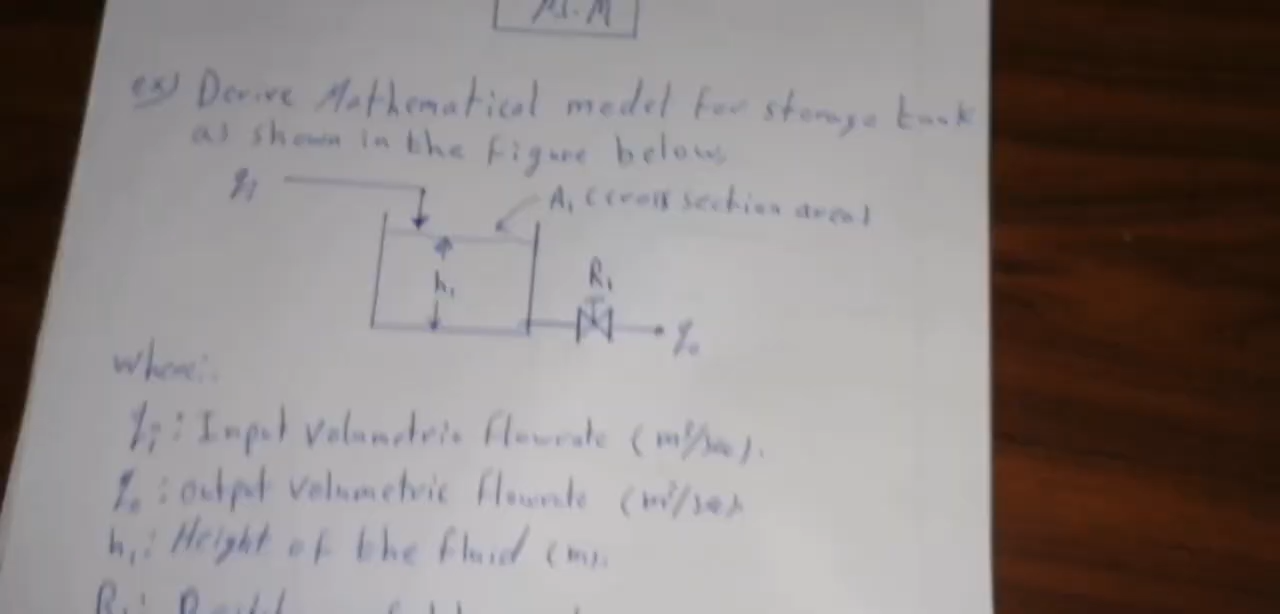 M.M
ex) Derive Mathematical model for storage tank
as shown in the figure below
qi
A1 (cross section area)
h1
R1
qo
where:
qi : Input volumetric flowrate (m³/sec).
qo : output volumetric flowrate (m³/sec)
h1 : Height of the fluid (m).
R1 :